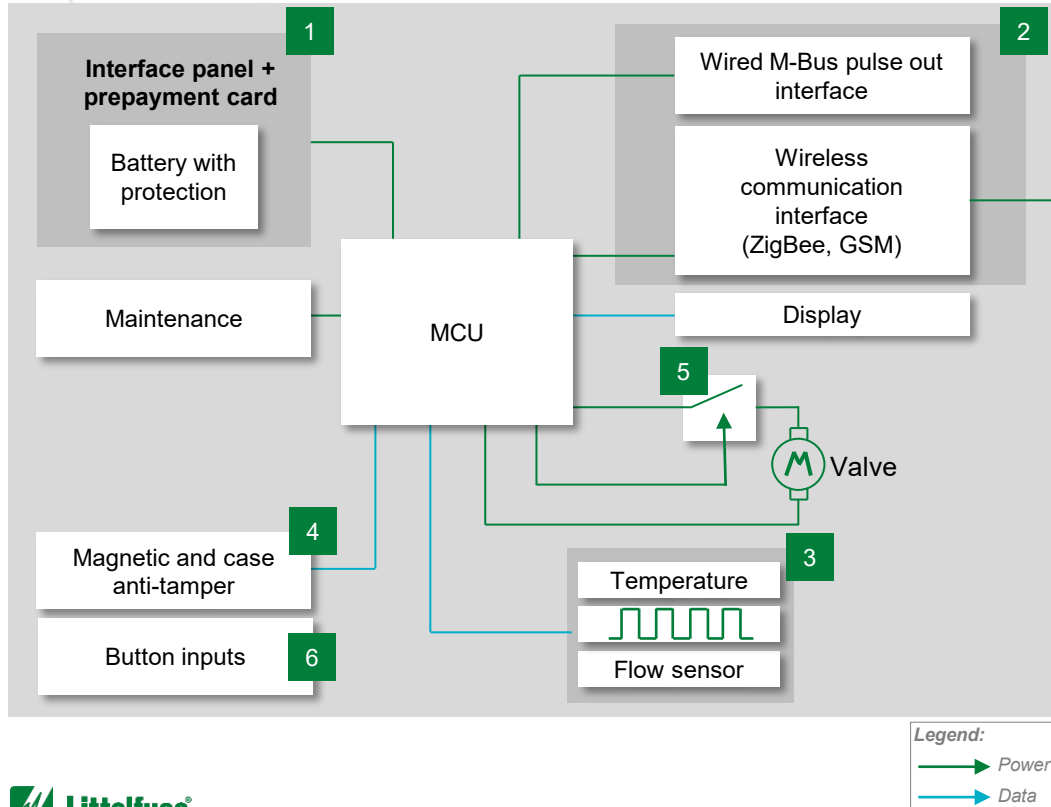 1
Interface panel +
prepayment card
Battery with
protection
2
Wired M-Bus pulse out
interface
Wireless
communication
interface
(ZigBee, GSM)
Maintenance
MCU
Display
5
M
Valve
4
Magnetic and case
anti-tamper
3
Temperature
Flow sensor
Button inputs
6
Legend:
Power
Data
Littelfuse®